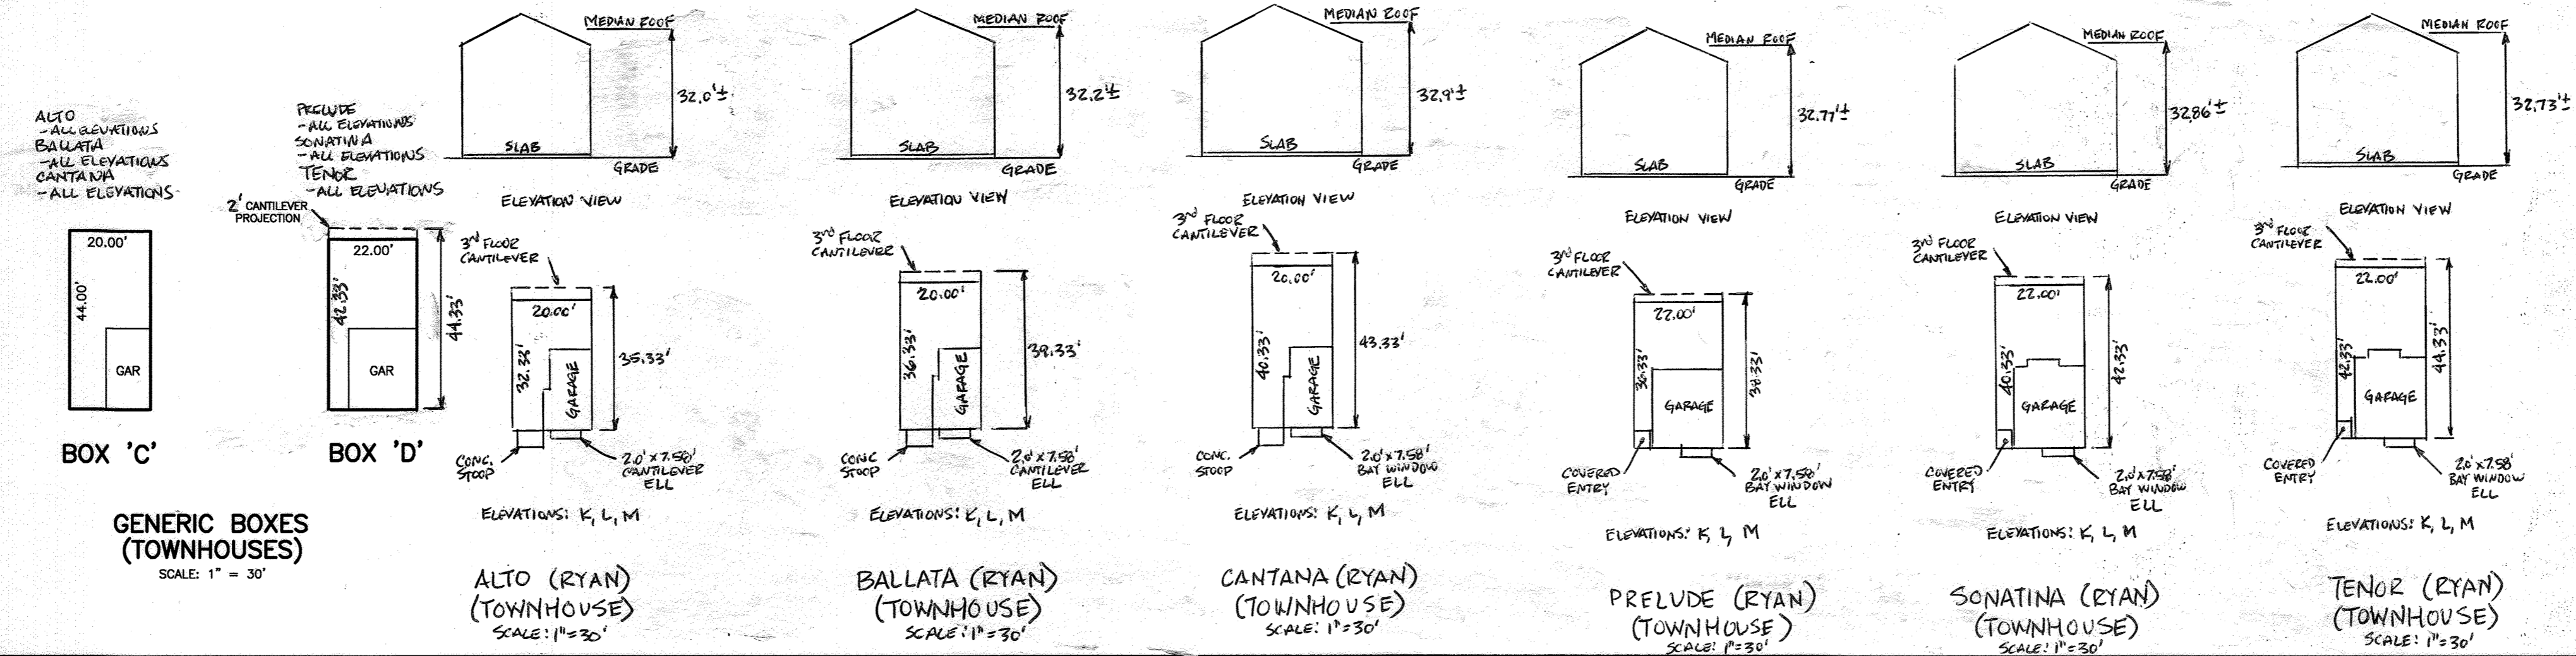 ALTO
-ALL ELEVATIONS
BALLATA
-ALL ELEVATIONS
CANTANA
-ALL ELEVATIONS
20.00'
44.00'
GAR
BOX 'C'
PRELUDE
-ALL ELEVATIONS
SONATINA
-ALL ELEVATIONS
TENOR
-ALL ELEVATIONS
2' CANTILEVER
PROJECTION
22.00'
42.33'
44.33'
GAR
BOX 'D'
GENERIC BOXES
(TOWNHOUSES)
SCALE: 1" = 30'
MEDIAN ROOF
32.0'±
SLAB
GRADE
ELEVATION VIEW
3rd FLOOR
CANTILEVER
20.00'
32.33'
35.33'
GARAGE
CONC.
STOOP
2.0' x 7.58'
CANTILEVER
ELL
ELEVATIONS: K, L, M
ALTO (RYAN)
(TOWNHOUSE)
SCALE: 1"=30'
MEDIAN ROOF
32.2'±
SLAB
GRADE
ELEVATION VIEW
3rd FLOOR
CANTILEVER
20.00'
36.33'
39.33'
GARAGE
CONC
STOOP
2.0' x 7.58'
CANTILEVER
ELL
ELEVATIONS: K, L, M
BALLATA (RYAN)
(TOWNHOUSE)
SCALE: 1"=30'
MEDIAN ROOF
32.9'±
SLAB
GRADE
ELEVATION VIEW
3rd FLOOR
CANTILEVER
20.00'
40.33'
43.33'
GARAGE
CONC.
STOOP
2.0' x 7.58'
BAY WINDOW
ELL
ELEVATIONS: K, L, M
CANTANA (RYAN)
(TOWNHOUSE)
SCALE: 1"=30'
MEDIAN ROOF
32.77'±
SLAB
GRADE
ELEVATION VIEW
3rd FLOOR
CANTILEVER
22.00'
36.33'
38.33'
GARAGE
COVERED
ENTRY
2.0' x 7.58'
BAY WINDOW
ELL
ELEVATIONS: K, L, M
PRELUDE (RYAN)
(TOWNHOUSE)
SCALE: 1"=30'
MEDIAN ROOF
32.86'±
SLAB
GRADE
ELEVATION VIEW
3rd FLOOR
CANTILEVER
22.00'
40.33'
42.33'
GARAGE
COVERED
ENTRY
2.0' x 7.58'
BAY WINDOW
ELL
ELEVATIONS: K, L, M
SONATINA (RYAN)
(TOWNHOUSE)
SCALE: 1"=30'
MEDIAN ROOF
32.73'±
SLAB
GRADE
ELEVATION VIEW
3rd FLOOR
CANTILEVER
22.00'
42.33'
44.33'
GARAGE
COVERED
ENTRY
2.0' x 7.58'
BAY WINDOW
ELL
ELEVATIONS: K, L, M
TENOR (RYAN)
(TOWNHOUSE)
SCALE: 1"=30'